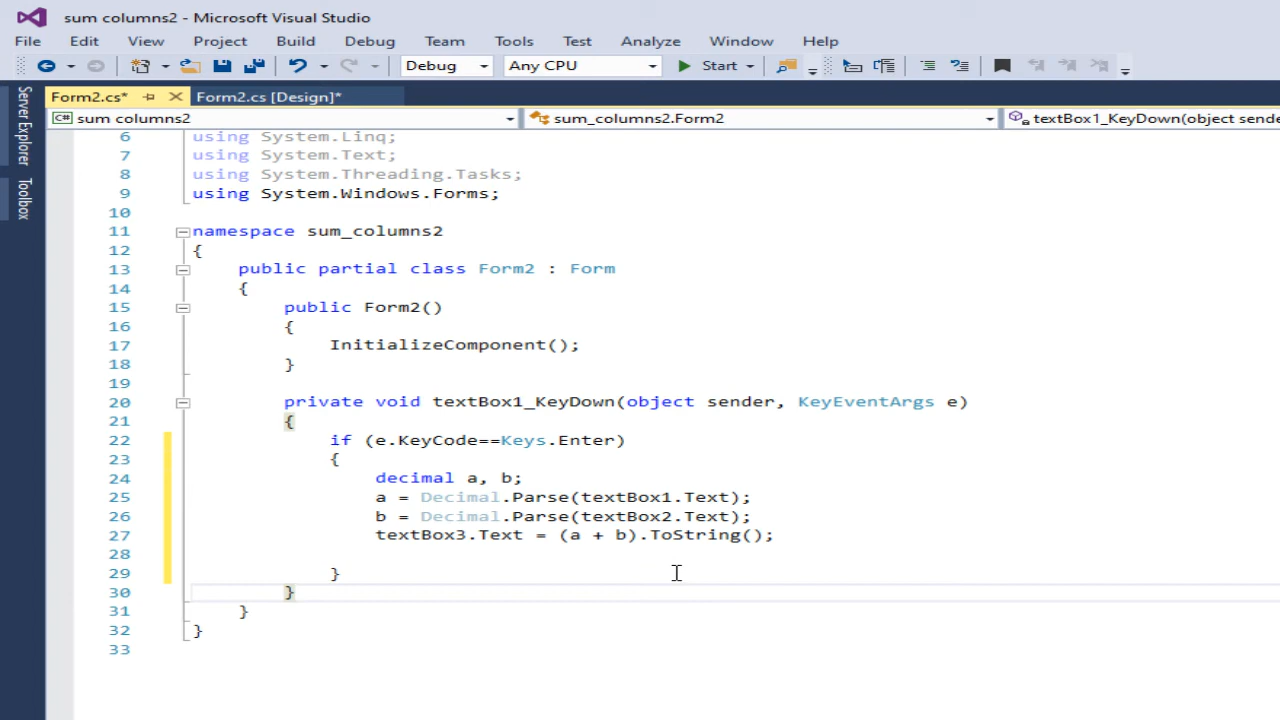 sum columns2 - Microsoft Visual Studio
File Edit View Project Build Debug Team Tools Test Analyze Window Help
Debug Any CPU Start
Server Explorer
Toolbox
Form2.cs* Form2.cs [Design]*
C# sum columns2 sum_columns2.Form2 textBox1_KeyDown(object sende
6 using System.Linq;
7 using System.Text;
8 using System.Threading.Tasks;
9 using System.Windows.Forms;
10
11 namespace sum_columns2
12 {
13 public partial class Form2 : Form
14 {
15 public Form2()
16 {
17 InitializeComponent();
18 }
19
20 private void textBox1_KeyDown(object sender, KeyEventArgs e)
21 {
22 if (e.KeyCode==Keys.Enter)
23 {
24 decimal a, b;
25 a = Decimal.Parse(textBox1.Text);
26 b = Decimal.Parse(textBox2.Text);
27 textBox3.Text = (a + b).ToString();
28
29 }
30 }
31 }
32 }
33